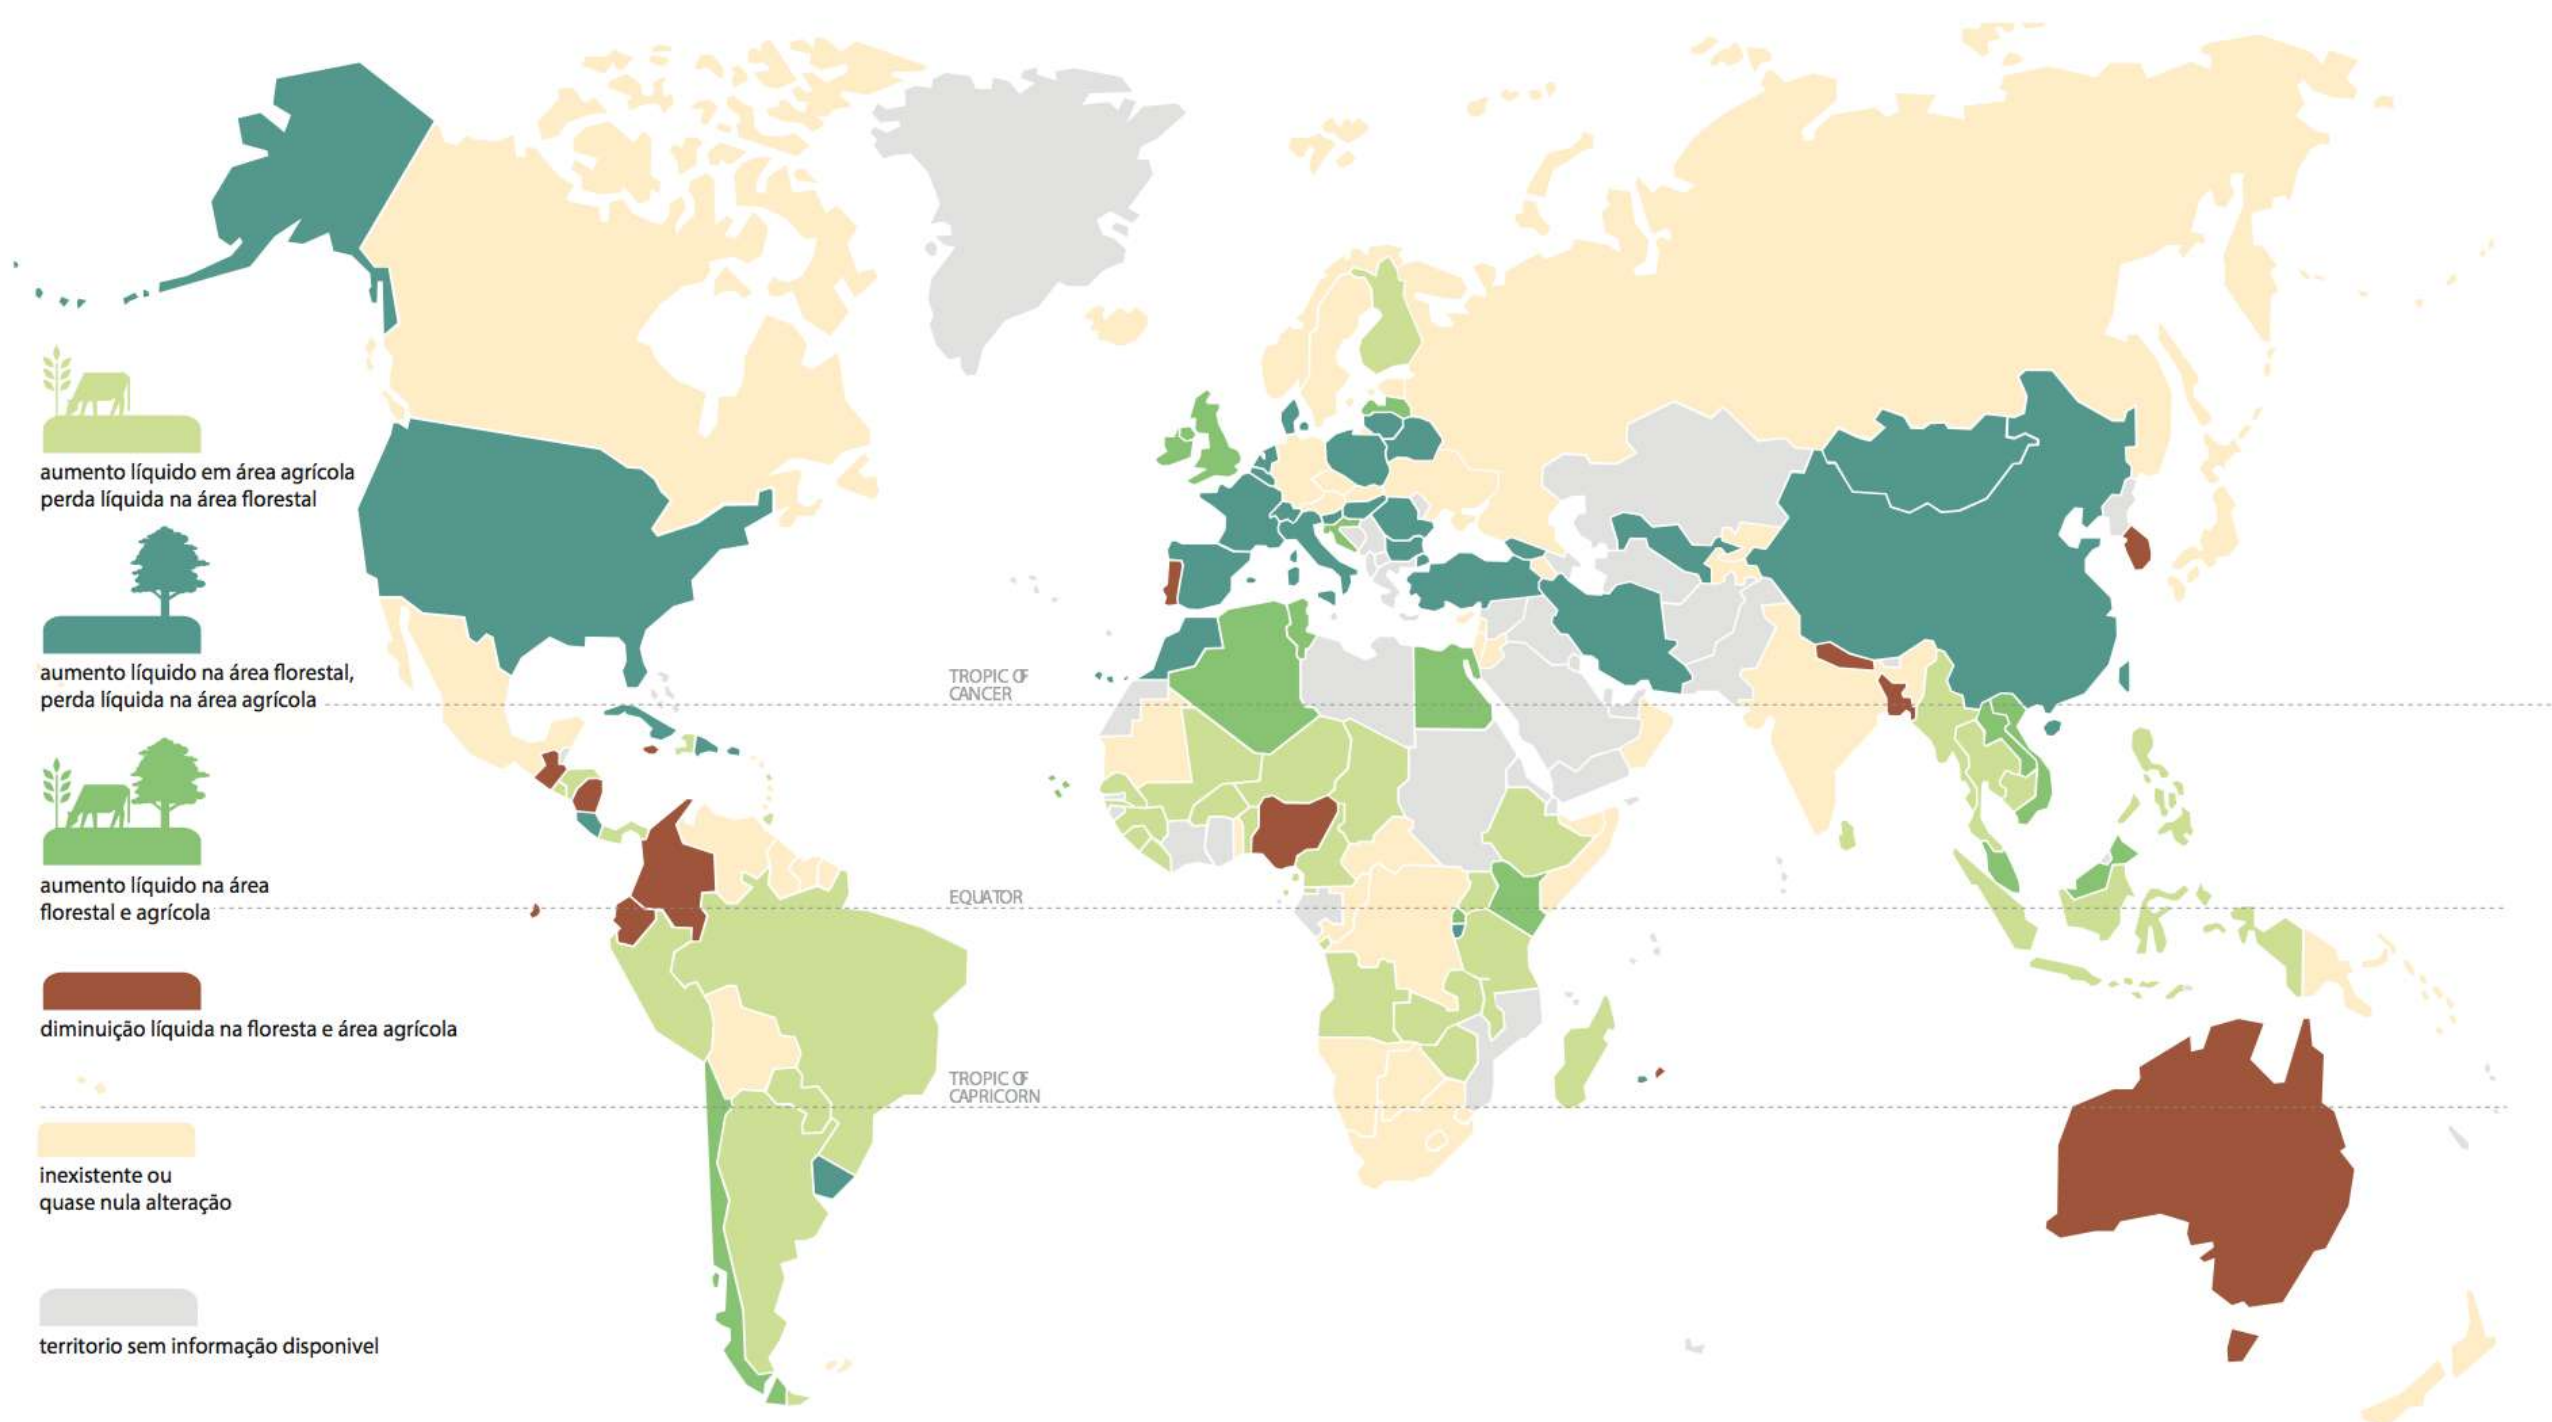 aumento líquido em área agrícola
perda líquida na área florestal
aumento líquido na área florestal,
perda líquida na área agrícola
aumento líquido na área
florestal e agrícola
diminuição líquida na floresta e área agrícola
inexistente ou
quase nula alteração
territorio sem informação disponivel
TROPIC OF
CANCER
EQUATOR
TROPIC OF
CAPRICORN